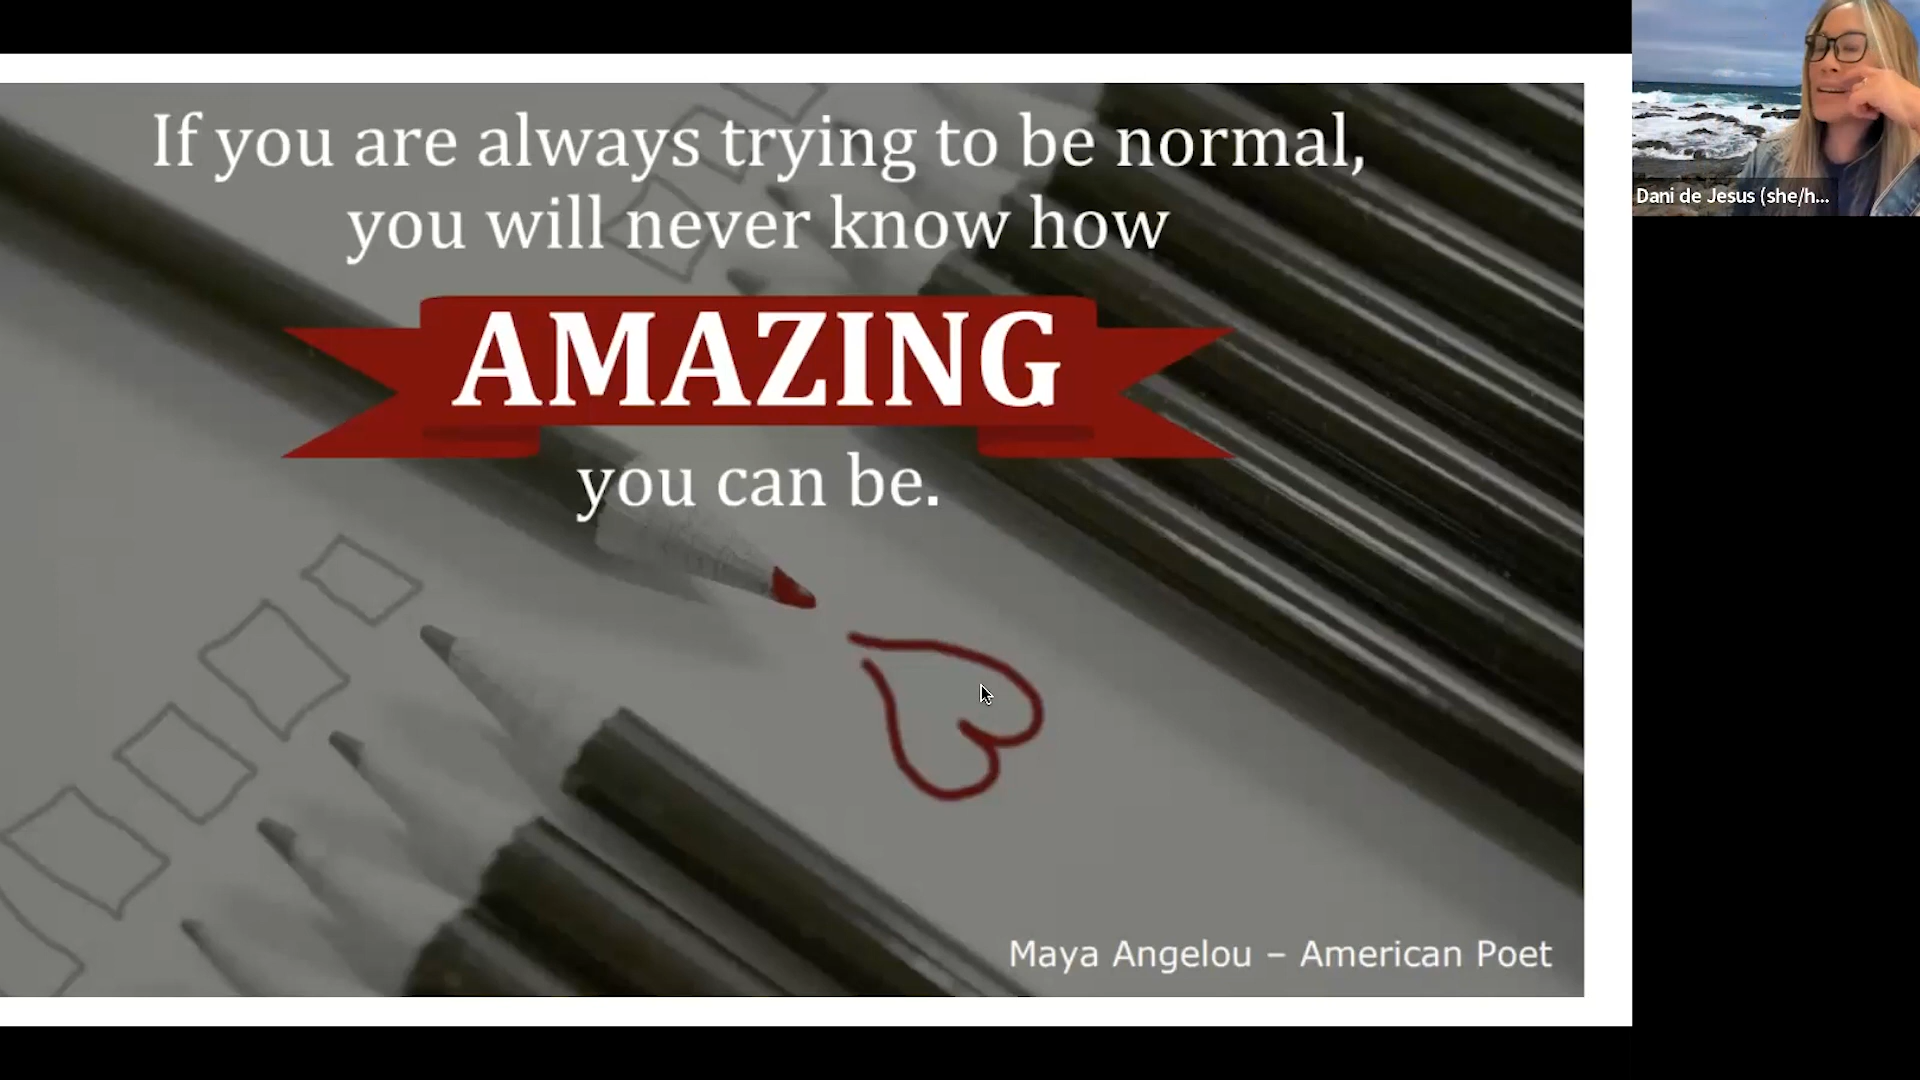 If you are always trying to be normal,
you will never know how
AMAZING
you can be.
Maya Angelou – American Poet
Dani de Jesus (she/h...